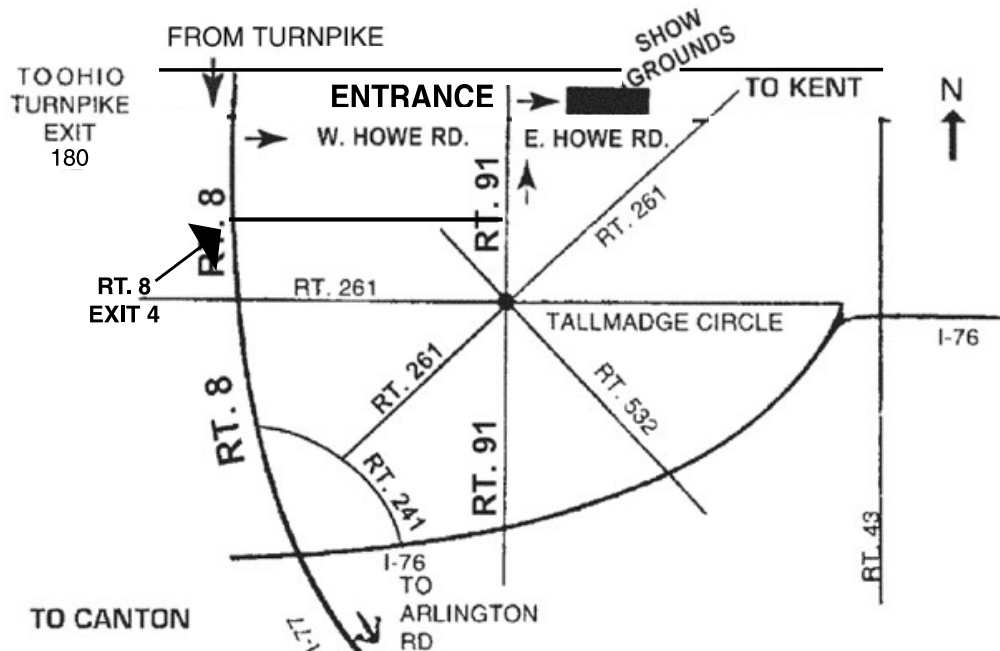 FROM TURNPIKE
SHOW
GROUNDS
TOOHIO
TURNPIKE
EXIT
180
ENTRANCE
TO KENT
N
W. HOWE RD.
E. HOWE RD.
RT. 8
RT. 91
RT. 261
RT. 8
EXIT 4
RT. 261
TALLMADGE CIRCLE
I-76
RT. 8
RT. 261
RT. 532
RT. 91
RT. 241
RT. 43
I-76
TO
ARLINGTON
RD
TO CANTON
I-77